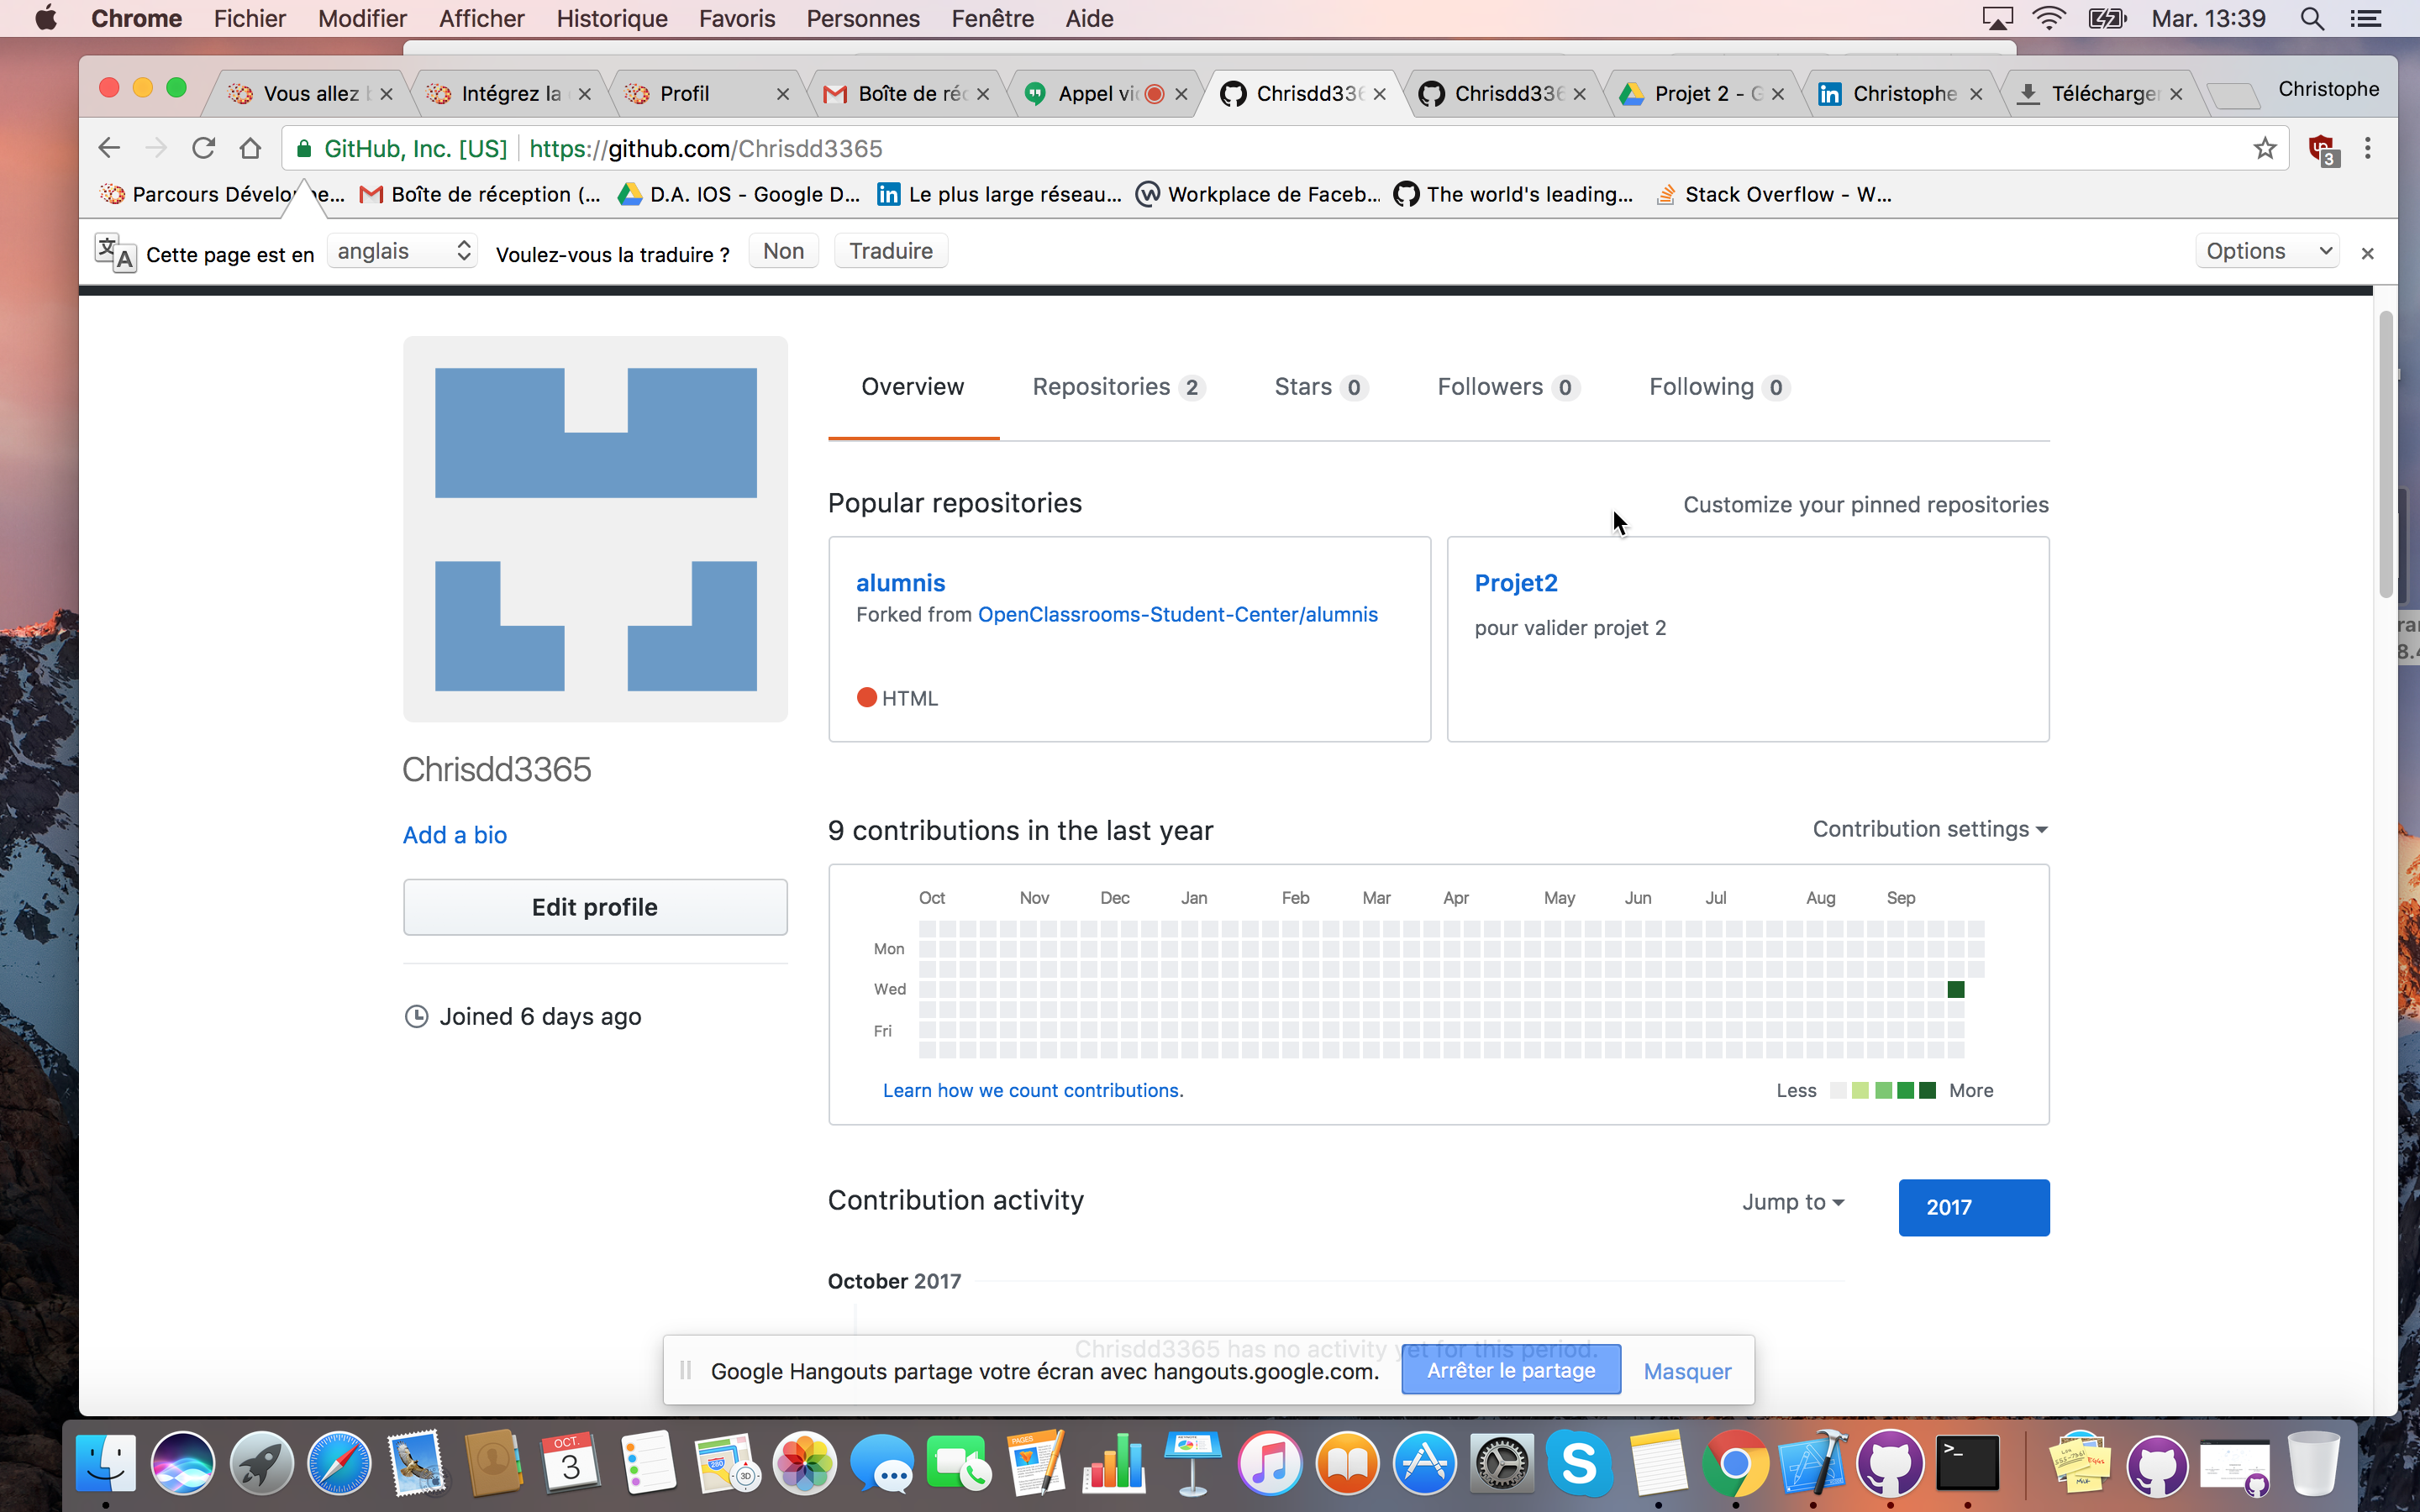 Chrome Fichier Modifier Afficher Historique Favoris Personnes Fenêtre Aide Mar. 13:39
Vous allez Intégrez la Profil Boîte de réc Appel vi Chrisdd336 Chrisdd336 Projet 2 - G Christophe Télécharger Christophe
GitHub, Inc. [US] https://github.com/Chrisdd3365 3
Parcours Dévelo e... Boîte de réception (... D.A. IOS - Google D... Le plus large réseau... Workplace de Faceb... The world's leading... Stack Overflow - W...
Cette page est en anglais Voulez-vous la traduire ? Non Traduire Options
Overview Repositories 2 Stars 0 Followers 0 Following 0
Popular repositories Customize your pinned repositories
alumnis
Forked from OpenClassrooms-Student-Center/alumnis
HTML
Projet2
pour valider projet 2
Chrisdd3365
Add a bio
Edit profile
Joined 6 days ago
9 contributions in the last year Contribution settings
Oct Nov Dec Jan Feb Mar Apr May Jun Jul Aug Sep
Mon
Wed
Fri
Learn how we count contributions. Less More
Contribution activity Jump to 2017
October 2017
Chrisdd3365 has no activity yet for this period.
Google Hangouts partage votre écran avec hangouts.google.com. Arrêter le partage Masquer
OCT.
3
PAGES
280
3D